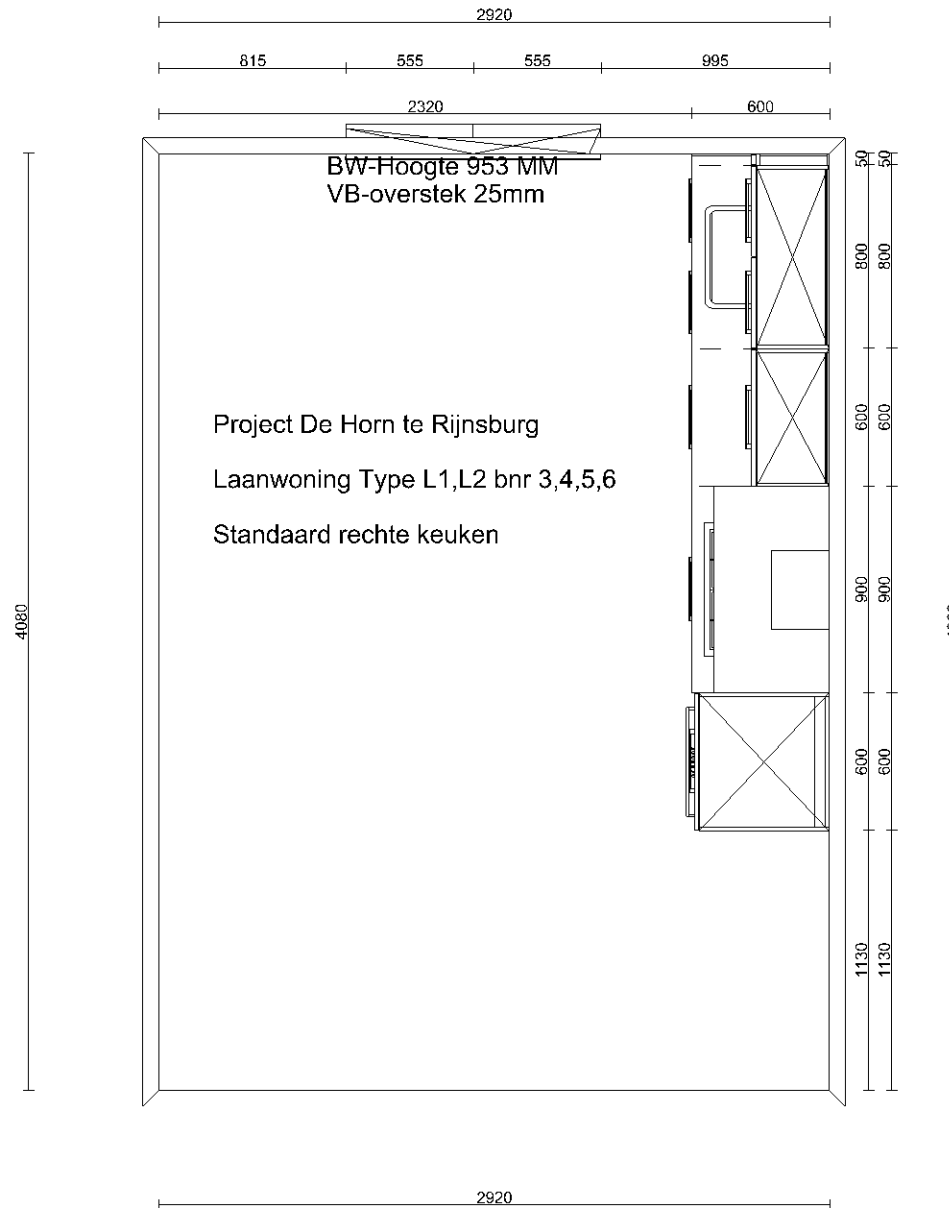 2920
815 555 555 995
2320 600
BW-Hoogte 953 MM
VB-overstek 25mm
50 50
800 800
Project De Horn te Rijnsburg
600 600
Laanwoning Type L1,L2 bnr 3,4,5,6
Standaard rechte keuken
900 900
4080
600 600
1130 1130
2920